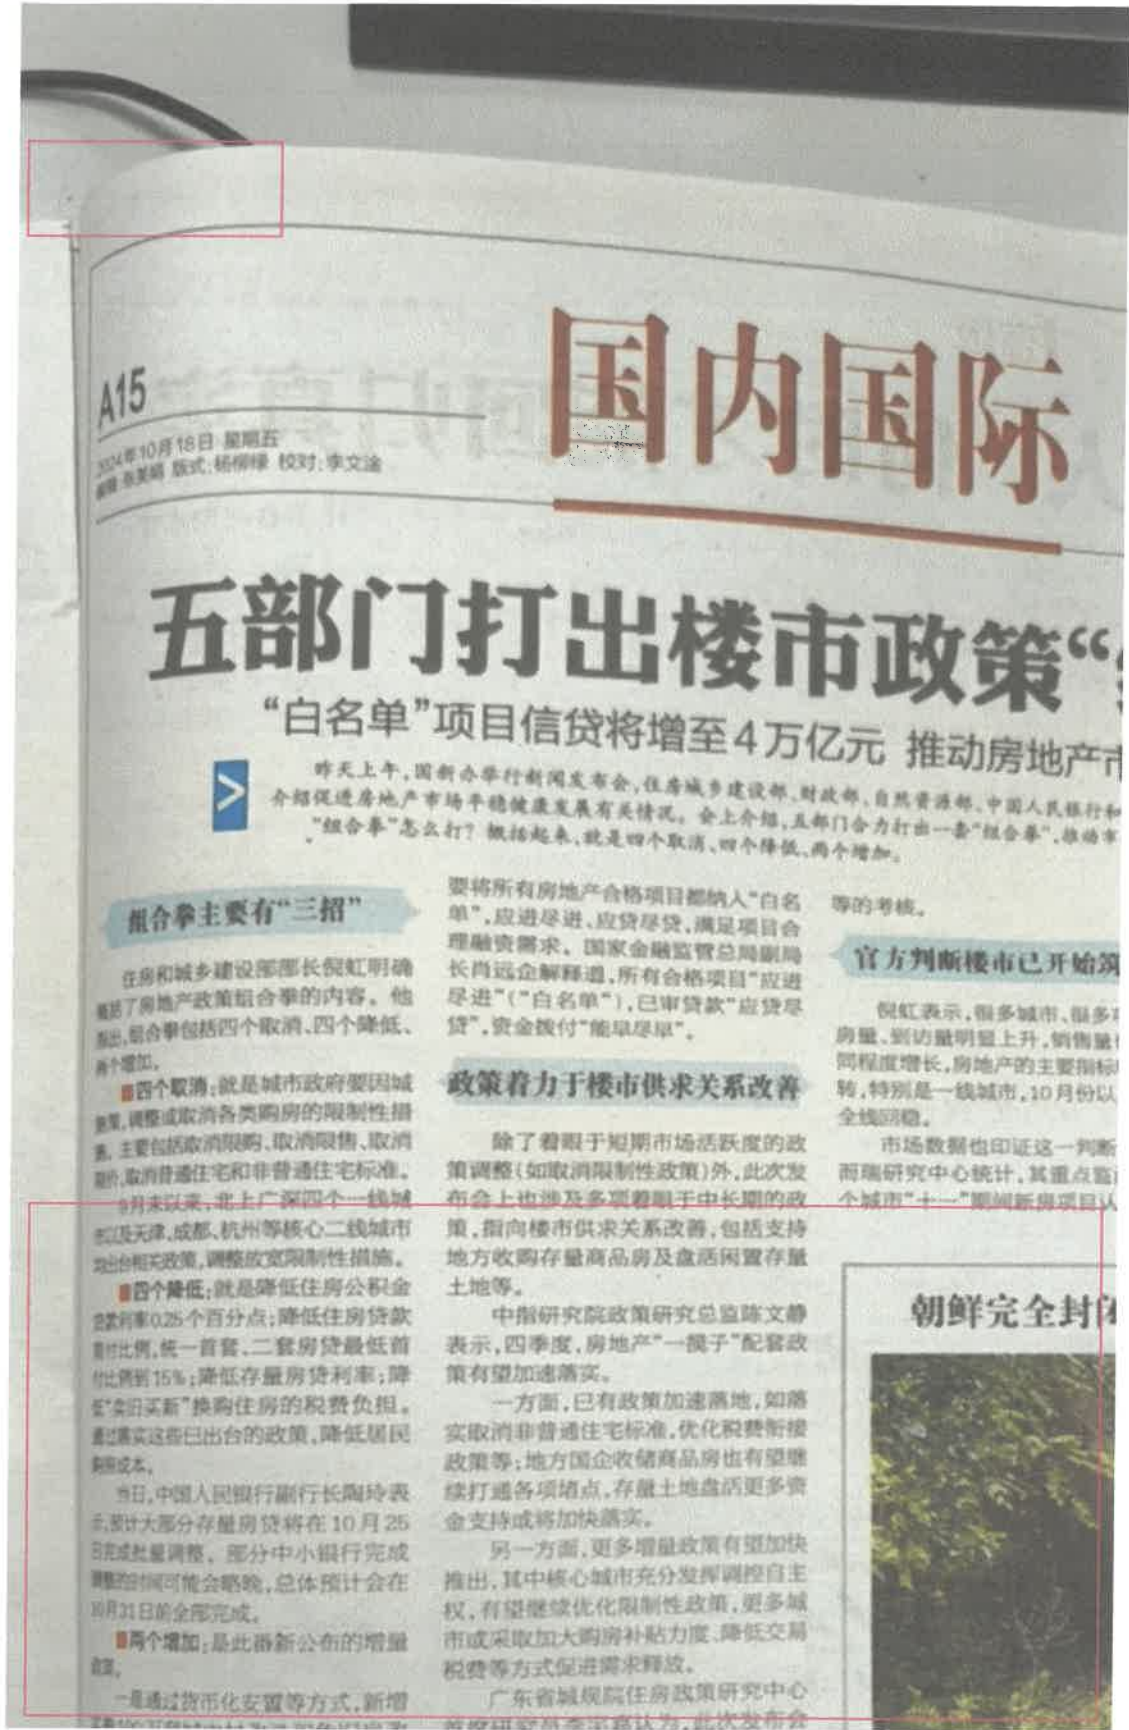 A15
2024年10月18日 星期五
版式:杨柳 校对:李文淦
国内国际
五部门打出楼市政策“
“白名单”项目信贷将增至4万亿元 推动房地产市
昨天上午,国新办举行新闻发布会,住房城乡建设部、财政部、自然资源部、中国人民银行和
介绍促进房地产市场平稳健康发展有关情况。会上介绍,五部门合力打出一套“组合拳”,推动市
“组合拳”怎么打?概括起来,就是四个取消、四个降低、两个增加。
组合拳主要有“三招”
住房和城乡建设部部长倪虹明确
概括了房地产政策组合拳的内容。他
指出,组合拳包括四个取消、四个降低、
两个增加。
四个取消:就是城市政府要因城
施策,调整或取消各类购房的限制性措
施。主要包括取消限购、取消限售、取消
限价,取消普通住宅和非普通住宅标准。
9月末以来,北上广深四个一线城
市以及天津、成都、杭州等核心二线城市
均出台相关政策,调整放宽限制性措施。
四个降低:就是降低住房公积金
贷款利率0.25个百分点;降低住房贷款
首付比例,统一首套、二套房贷最低首
付比例到15%;降低存量房贷利率;降
低“卖旧买新”换购住房的税费负担。
通过落实这些已出台的政策,降低居民
购房成本。
当日,中国人民银行副行长陶玲表
示,预计大部分存量房贷将在10月25
日完成批量调整。部分中小银行完成
调整的时间可能会略晚,总体预计会在
10月31日前全部完成。
两个增加:是此番新公布的增量
政策。
一是通过货币化安置等方式,新增
要将所有房地产合格项目都纳入“白名
单”,应进尽进、应贷尽贷,满足项目合
理融资需求。国家金融监管总局副局
长肖远企解释道,所有合格项目“应进
尽进”(“白名单”),已审贷款“应贷尽
贷”,资金拨付“能早尽早”。
政策着力于楼市供求关系改善
除了着眼于短期市场活跃度的政
策调整(如取消限制性政策)外,此次发
布会上也涉及多项着眼于中长期的政
策,指向楼市供求关系改善,包括支持
地方收购存量商品房及盘活闲置存量
土地等。
中指研究院政策研究总监陈文静
表示,四季度,房地产“一揽子”配套政
策有望加速落实。
一方面,已有政策加速落地,如落
实取消非普通住宅标准,优化税费衔接
政策等;地方国企收储商品房也有望继
续打通各项堵点,存量土地盘活更多资
金支持或将加快落实。
另一方面,更多增量政策有望加快
推出,其中核心城市充分发挥调控自主
权,有望继续优化限制性政策,更多城
市或采取加大购房补贴力度、降低交易
税费等方式促进需求释放。
广东省城规院住房政策研究中心
等的考核。
官方判断楼市已开始筑
倪虹表示,很多城市、很多
房量、到访量明显上升,销售量
同程度增长,房地产的主要指标
转,特别是一线城市,10月份以
全线回稳。
市场数据也印证这一判断
而瑞研究中心统计,其重点监
个城市“十一”期间新房项目认
朝鲜完全封闭